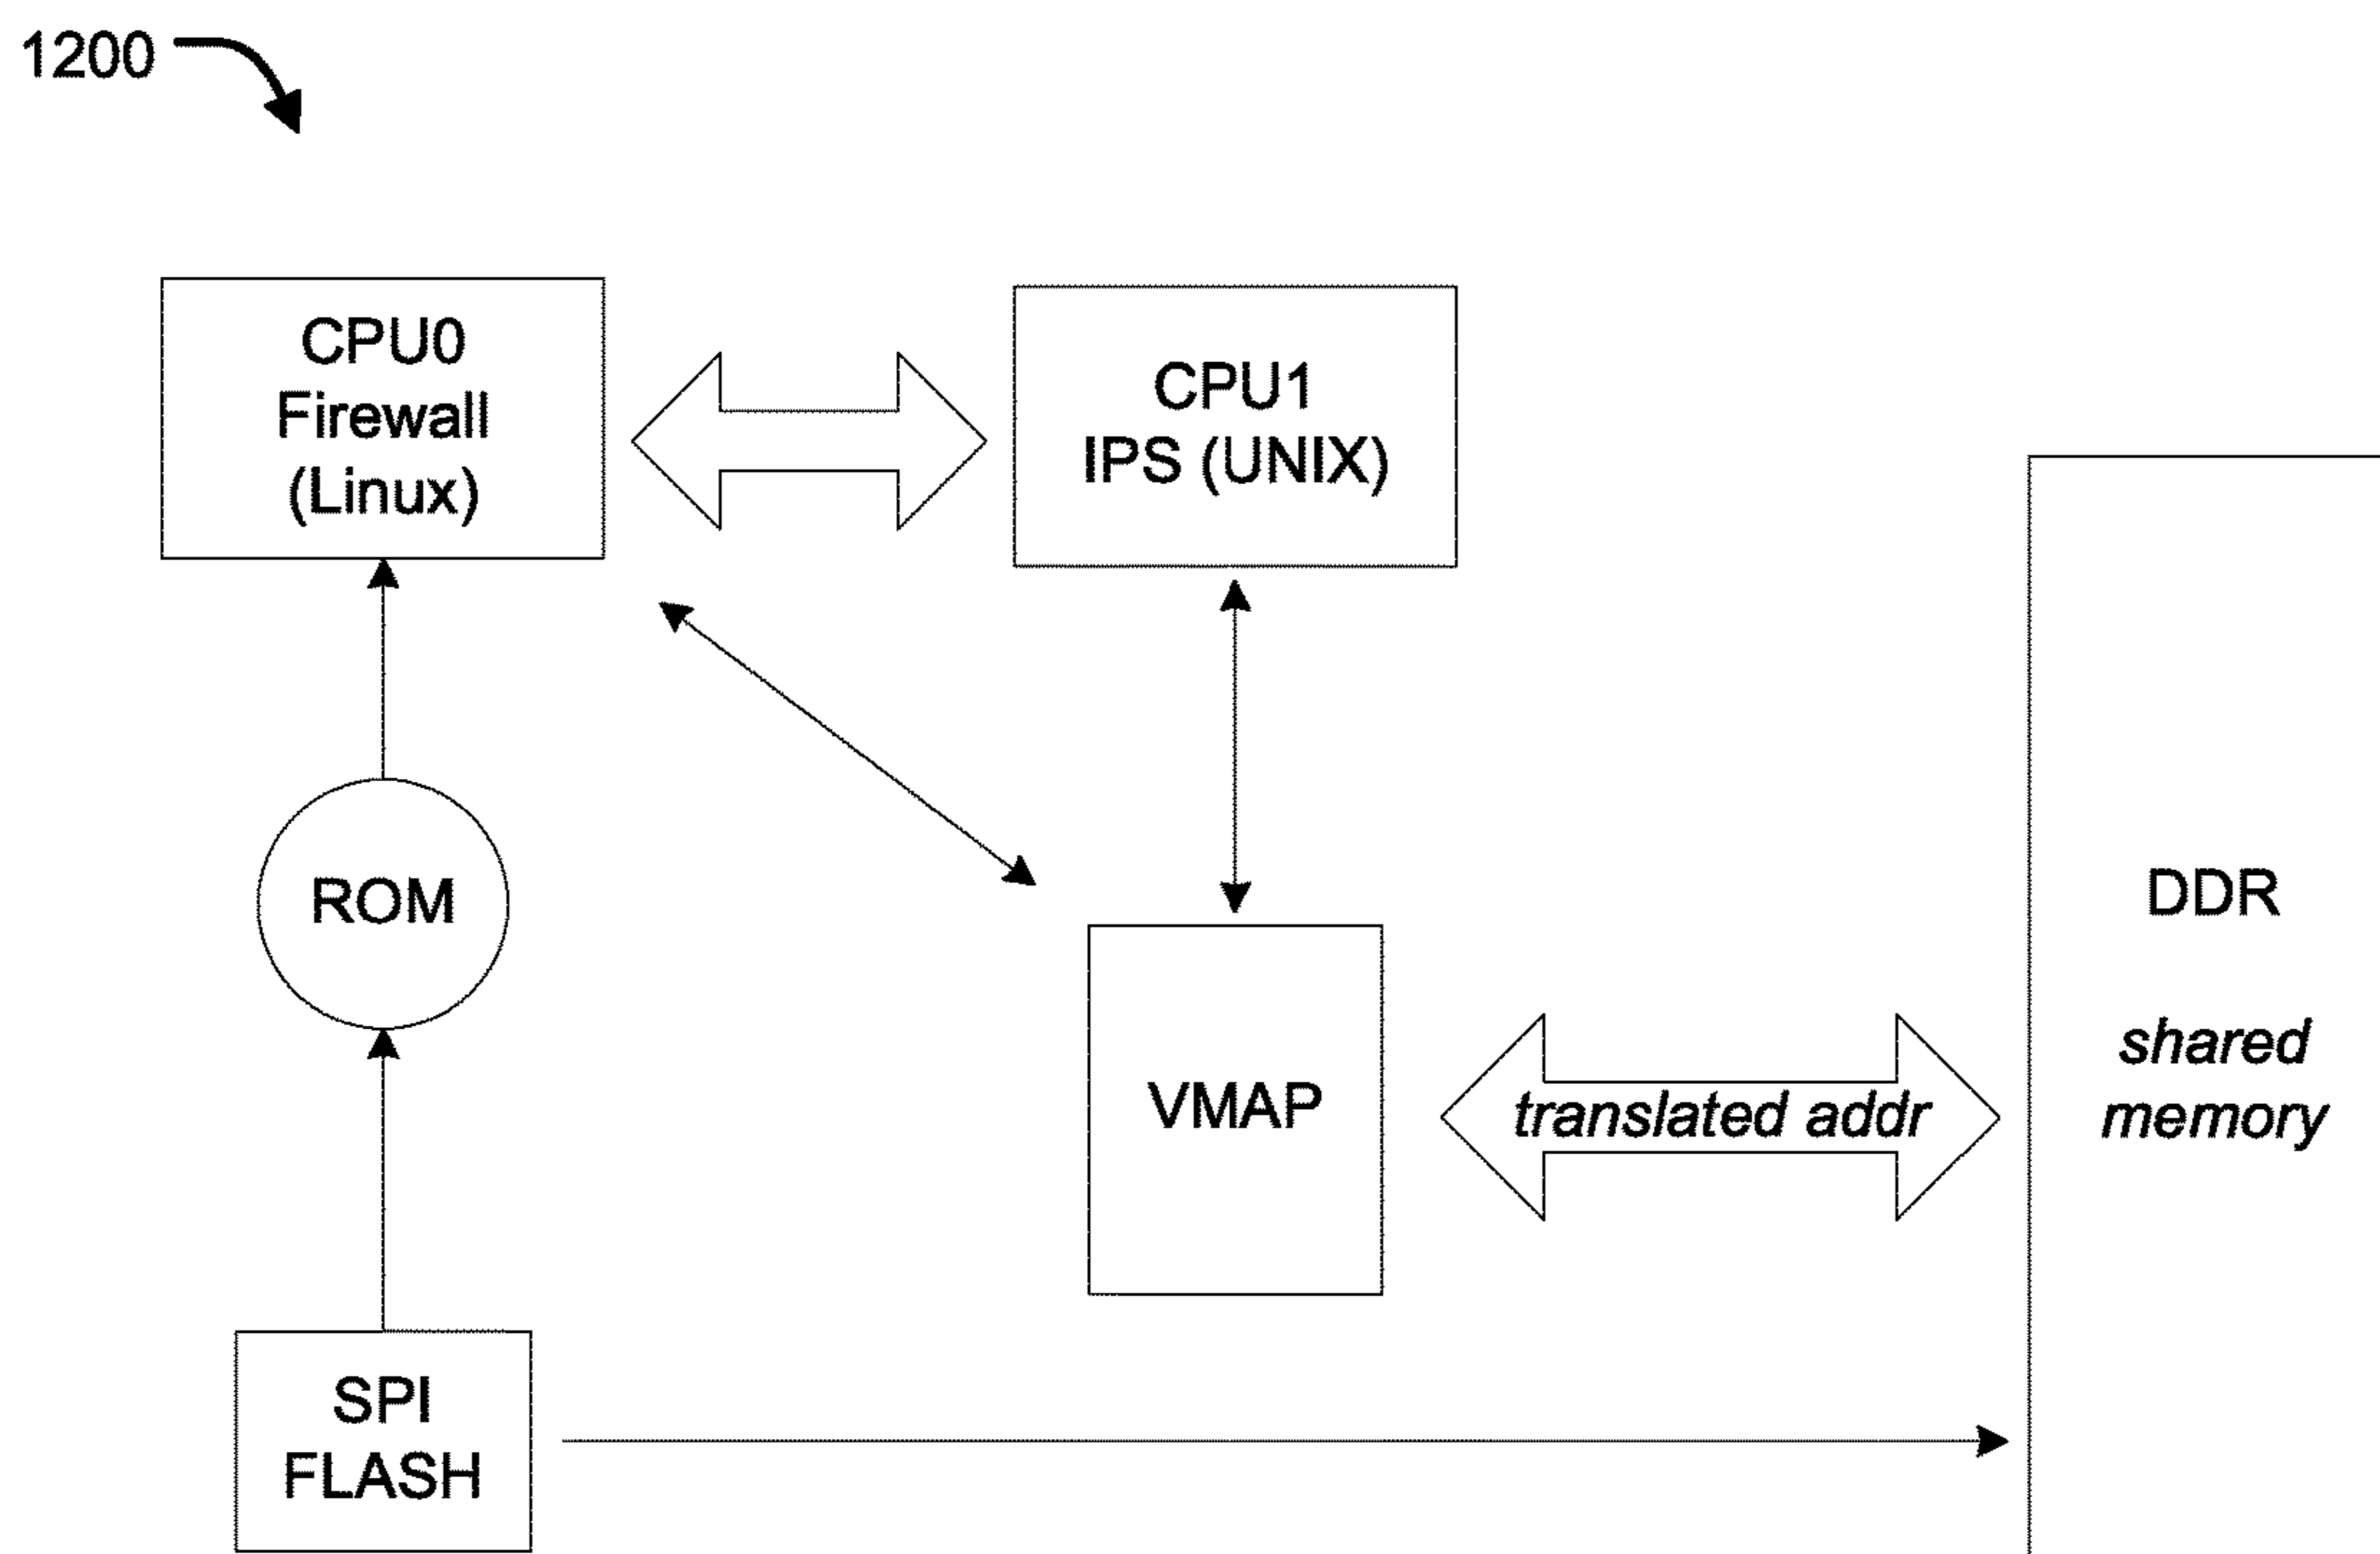 1200
CPU0
Firewall
(Linux)
CPU1
IPS (UNIX)
ROM
DDR
shared
memory
VMAP
translated addr
SPI
FLASH